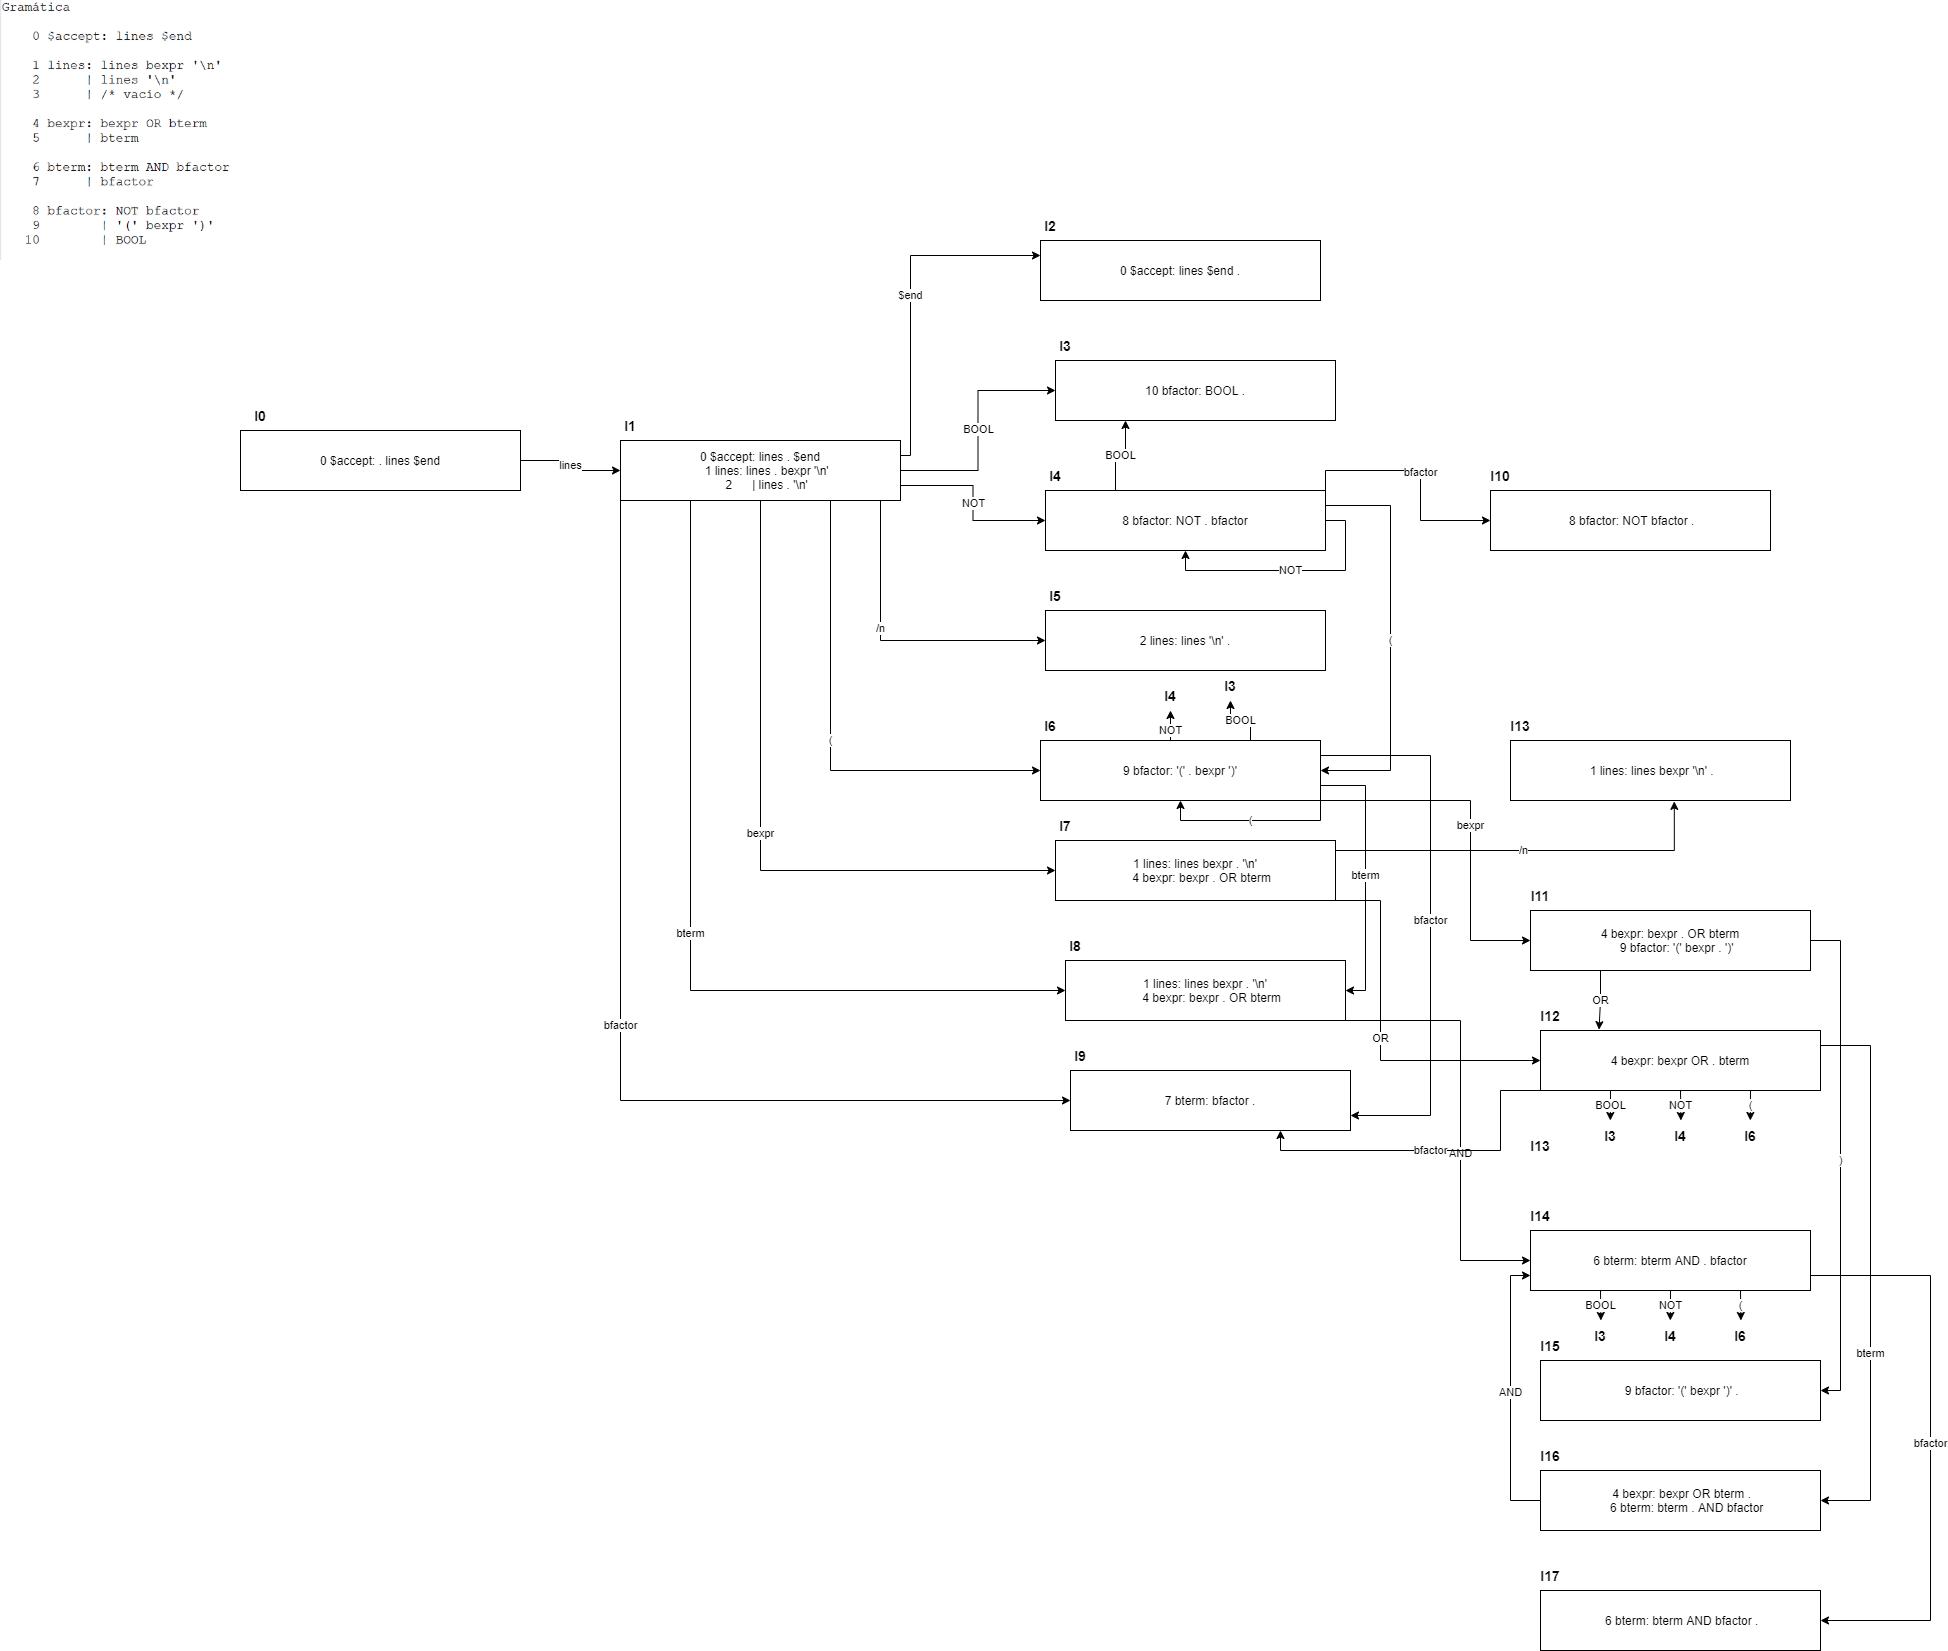 Gramática
0 $accept: lines $end
1 lines: lines bexpr '\n'
2 | lines '\n'
3 | /* vacio */
4 bexpr: bexpr OR bterm
5 | bterm
6 bterm: bterm AND bfactor
7 | bfactor
8 bfactor: NOT bfactor
9 | '(' bexpr ')'
10 | BOOL
I2
0 $accept: lines $end .
$end
I3
10 bfactor: BOOL .
BOOL
I0
0 $accept: . lines $end
lines
I1
0 $accept: lines . $end
1 lines: lines . bexpr '\n'
2 | lines . '\n'
BOOL
NOT
I4
8 bfactor: NOT . bfactor
NOT
bfactor
I10
8 bfactor: NOT bfactor .
I5
2 lines: lines '\n' .
/n
(
I4
NOT
I3
BOOL
I6
9 bfactor: '(' . bexpr ')'
(
(
I13
1 lines: lines bexpr '\n' .
bexpr
bexpr
I7
1 lines: lines bexpr . '\n'
4 bexpr: bexpr . OR bterm
/n
bterm
bfactor
I11
4 bexpr: bexpr . OR bterm
9 bfactor: '(' bexpr . ')'
bterm
I8
1 lines: lines bexpr . '\n'
4 bexpr: bexpr . OR bterm
OR
I12
4 bexpr: bexpr OR . bterm
bfactor
OR
I9
7 bterm: bfactor .
BOOL
NOT
(
I3
I4
I6
bfactor
AND
I13
)
I14
6 bterm: bterm AND . bfactor
BOOL
NOT
(
I3
I4
I6
I15
9 bfactor: '(' bexpr ')' .
bterm
AND
bfactor
I16
4 bexpr: bexpr OR bterm .
6 bterm: bterm . AND bfactor
I17
6 bterm: bterm AND bfactor .